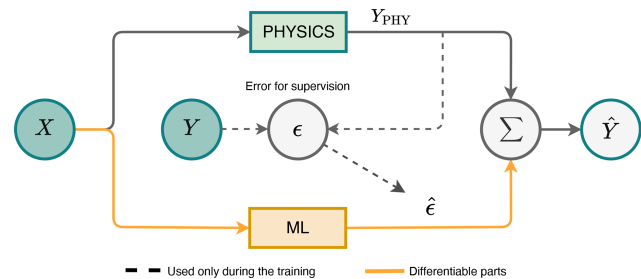 PHYSICS
Y_PHY
Error for supervision
X
Y
ϵ
∑
Ŷ
ϵ̂
ML
Used only during the training
Differentiable parts